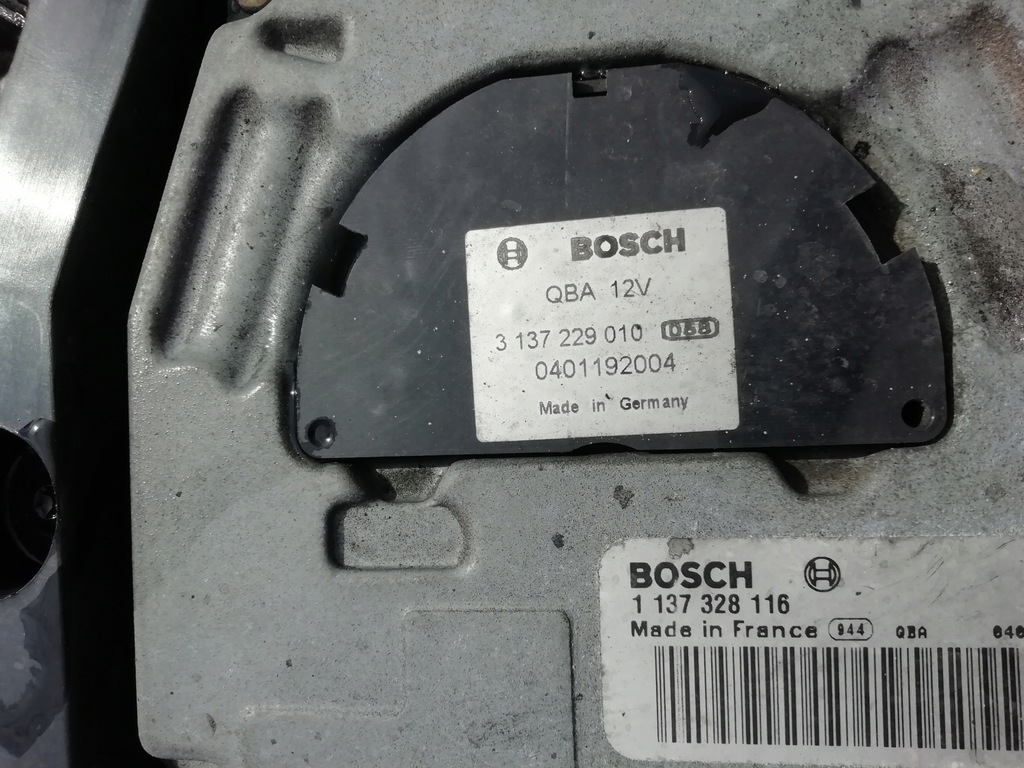 BOSCH
QBA 12V
3 137 229 010 058
0401192004
Made in Germany
BOSCH
1 137 328 116
Made in France 944 QBA